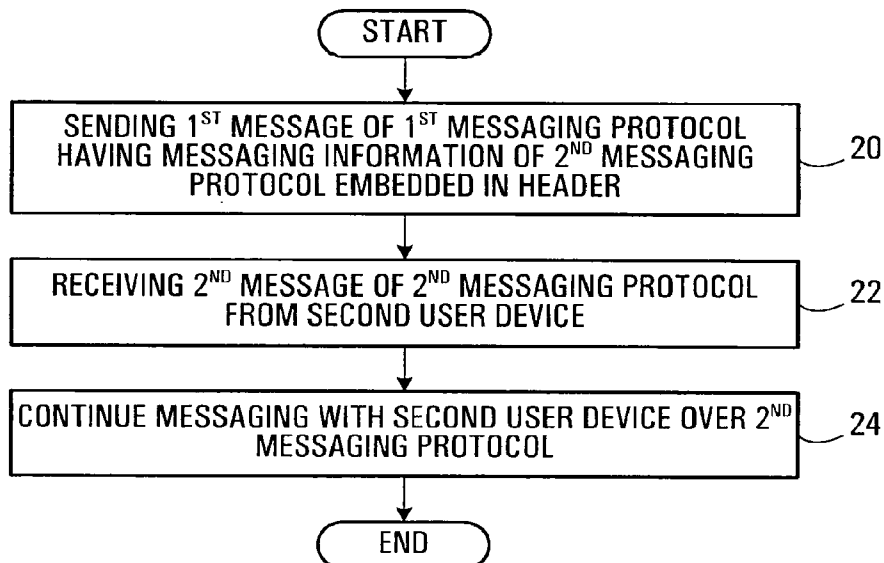 START
SENDING 1ST MESSAGE OF 1ST MESSAGING PROTOCOL
HAVING MESSAGING INFORMATION OF 2ND MESSAGING
PROTOCOL EMBEDDED IN HEADER
20
RECEIVING 2ND MESSAGE OF 2ND MESSAGING PROTOCOL
FROM SECOND USER DEVICE
22
CONTINUE MESSAGING WITH SECOND USER DEVICE OVER 2ND
MESSAGING PROTOCOL
24
END